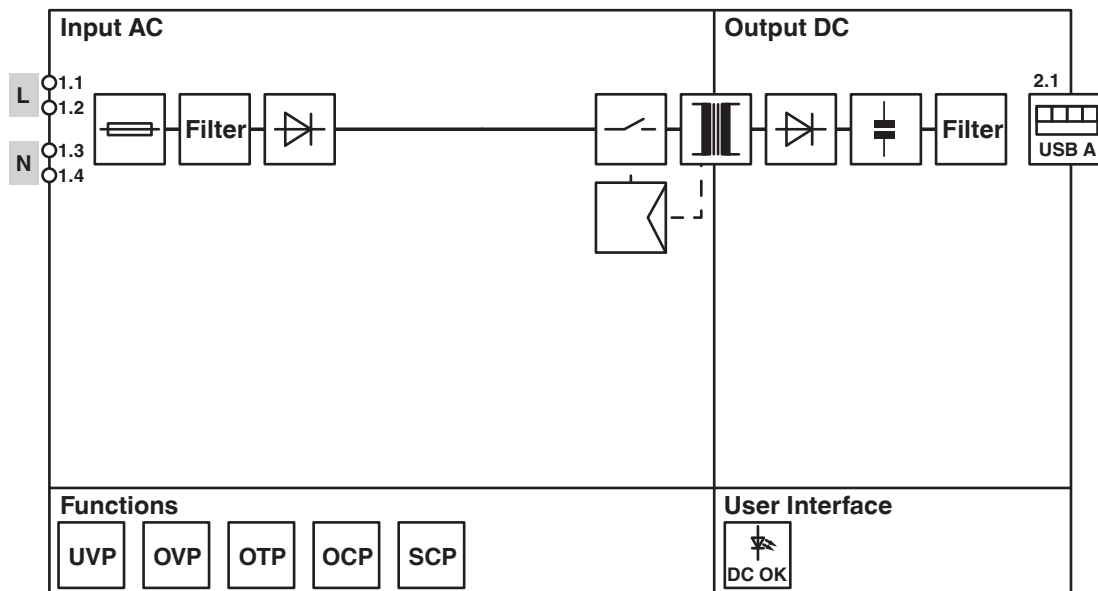 Input AC
Output DC
L
1.1
1.2
N
1.3
1.4
Filter
Filter
2.1
USB A
Functions
UVP
OVP
OTP
OCP
SCP
User Interface
DC OK